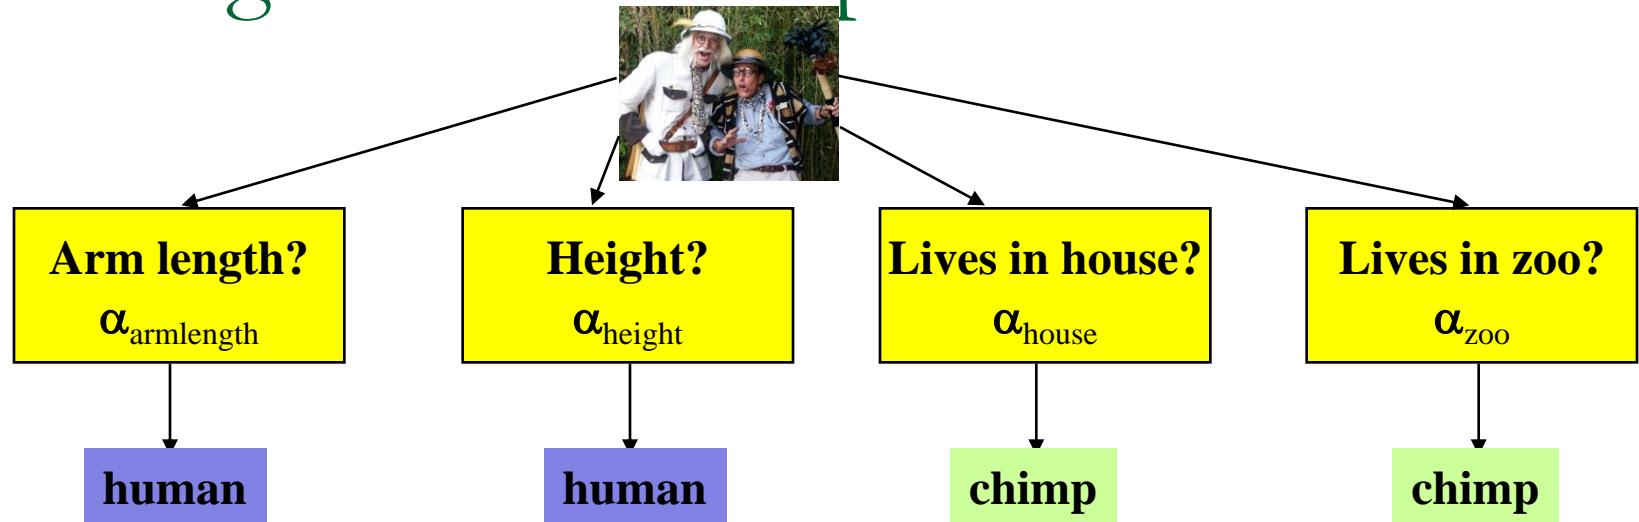 Arm length?
αarmlength
Height?
αheight
Lives in house?
αhouse
Lives in zoo?
αzoo
human
human
chimp
chimp